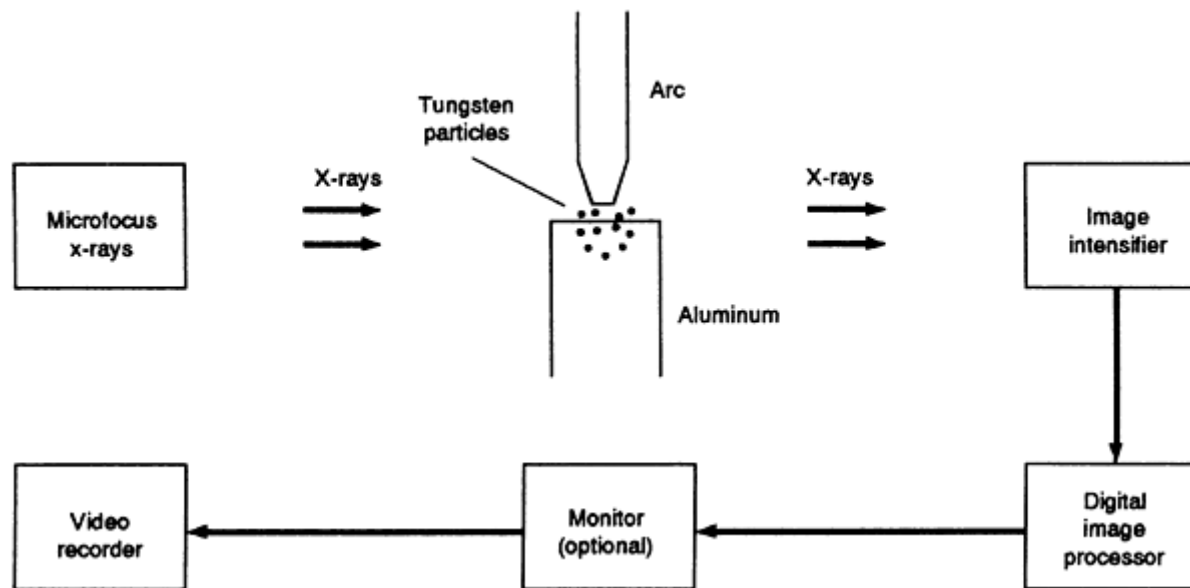 Arc
Tungsten
particles
X-rays
X-rays
Microfocus
x-rays
Image
intensifier
Aluminum
Video
recorder
Monitor
(optional)
Digital
image
processor